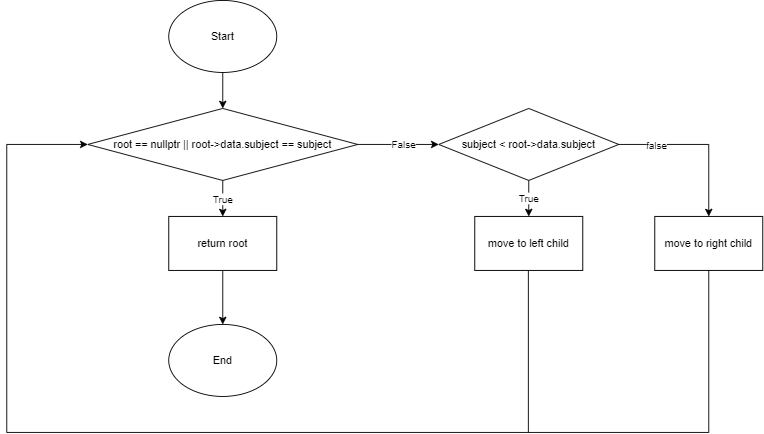 Start
root == nullptr || root->data.subject == subject
False
subject < root->data.subject
false
True
True
return root
move to left child
move to right child
End